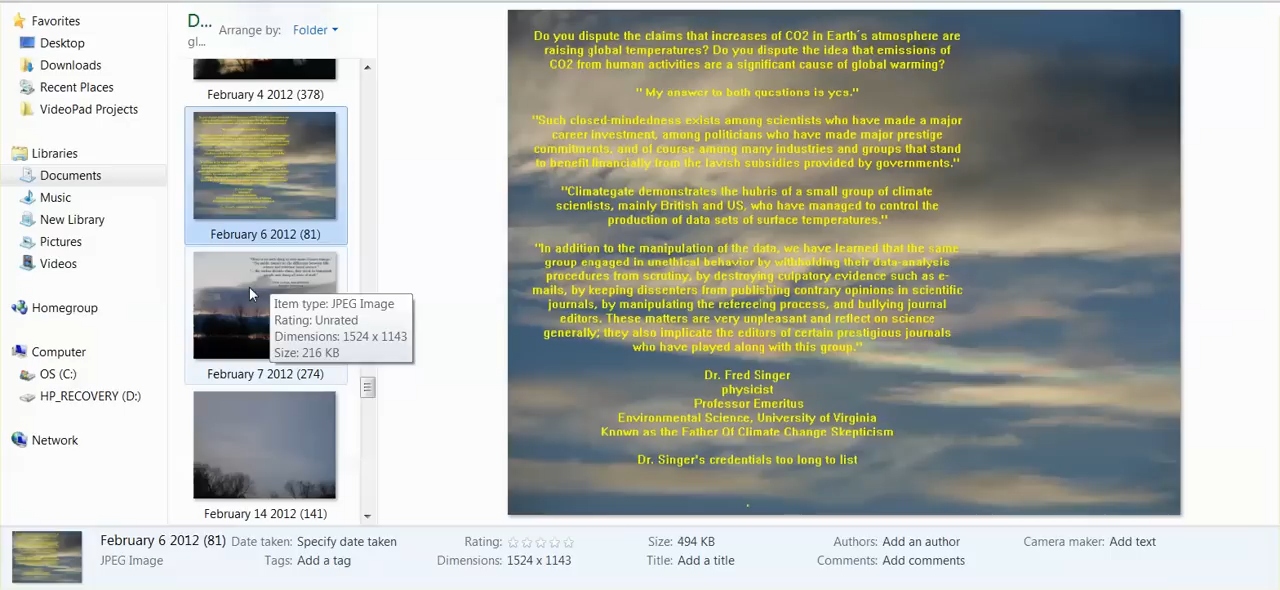 Favorites
Desktop
Downloads
Recent Places
VideoPad Projects
Libraries
Documents
Music
New Library
Pictures
Videos
Homegroup
Computer
OS (C:)
HP_RECOVERY (D:)
Network
D...
gl...
Arrange by: Folder
February 4 2012 (378)
February 6 2012 (81)
February 7 2012 (274)
February 14 2012 (141)
Item type: JPEG Image
Rating: Unrated
Dimensions: 1524 x 1143
Size: 216 KB
Do you dispute the claims that increases of CO2 in Earth´s atmosphere are
raising global temperatures? Do you dispute the idea that emissions of
CO2 from human activities are a significant cause of global warming?
" My answer to both questions is yes."
"Such closed-mindedness exists among scientists who have made a major
career investment, among politicians who have made major prestige
commitments, and of course among many industries and groups that stand
to benefit financially from the lavish subsidies provided by governments."
"Climategate demonstrates the hubris of a small group of climate
scientists, mainly British and US, who have managed to control the
production of data sets of surface temperatures."
"In addition to the manipulation of the data, we have learned that the same
group engaged in unethical behavior by withholding their data-analysis
procedures from scrutiny, by destroying culpatory evidence such as e-
mails, by keeping dissenters from publishing contrary opinions in scientific
journals, by manipulating the refereeing process, and bullying journal
editors. These matters are very unpleasant and reflect on science
generally; they also implicate the editors of certain prestigious journals
who have played along with this group."
Dr. Fred Singer
physicist
Professor Emeritus
Environmental Science, University of Virginia
Known as the Father Of Climate Change Skepticism
Dr. Singer's credentials too long to list
February 6 2012 (81)
JPEG Image
Date taken: Specify date taken
Tags: Add a tag
Rating:
Dimensions: 1524 x 1143
Size: 494 KB
Title: Add a title
Authors: Add an author
Comments: Add comments
Camera maker: Add text